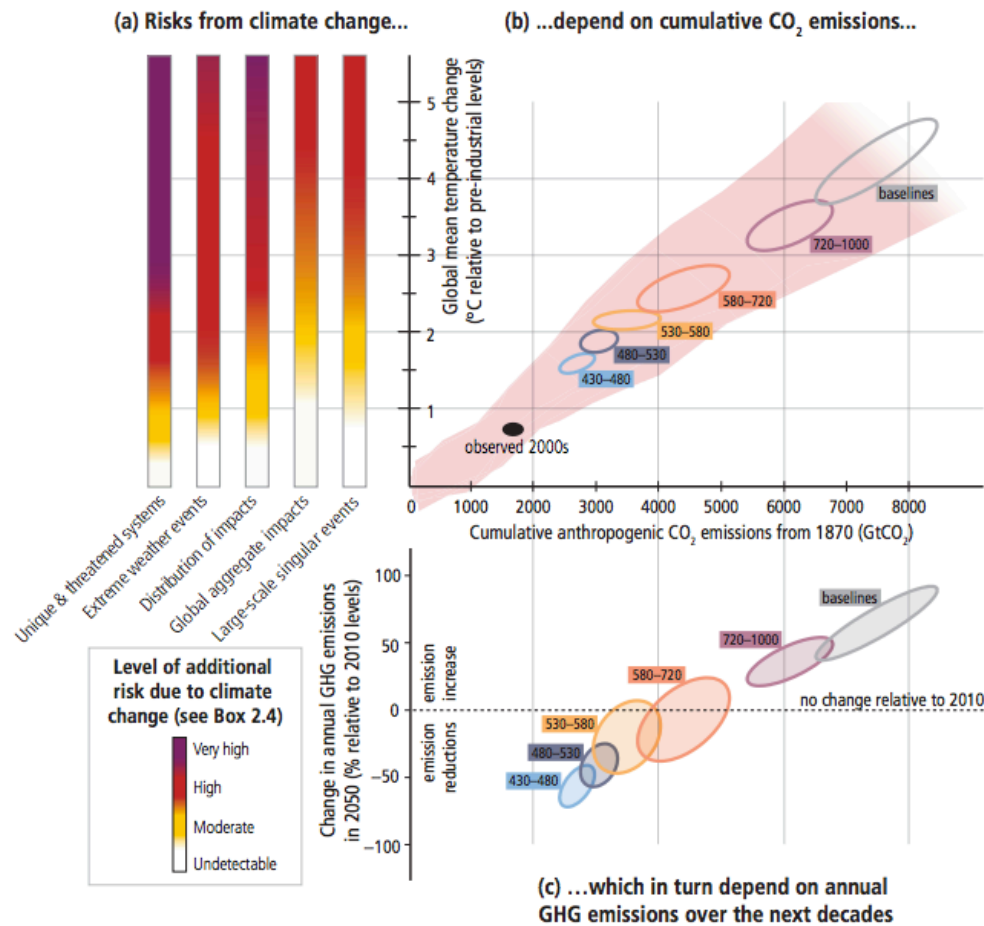 (a) Risks from climate change...
(b) ...depend on cumulative CO₂ emissions...
Global mean temperature change
(°C relative to pre-industrial levels)
5
4
3
2
1
baselines
720–1000
580–720
530–580
480–530
430–480
observed 2000s
0
1000
2000
3000
4000
5000
6000
7000
8000
Cumulative anthropogenic CO₂ emissions from 1870 (GtCO₂)
Unique & threatened systems
Extreme weather events
Distribution of impacts
Global aggregate impacts
Large-scale singular events
Level of additional
risk due to climate
change (see Box 2.4)
Very high
High
Moderate
Undetectable
Change in annual GHG emissions
in 2050 (% relative to 2010 levels)
100
50
0
−50
−100
emission
increase
emission
reductions
baselines
720–1000
580–720
no change relative to 2010
530–580
480–530
430–480
(c) …which in turn depend on annual
GHG emissions over the next decades